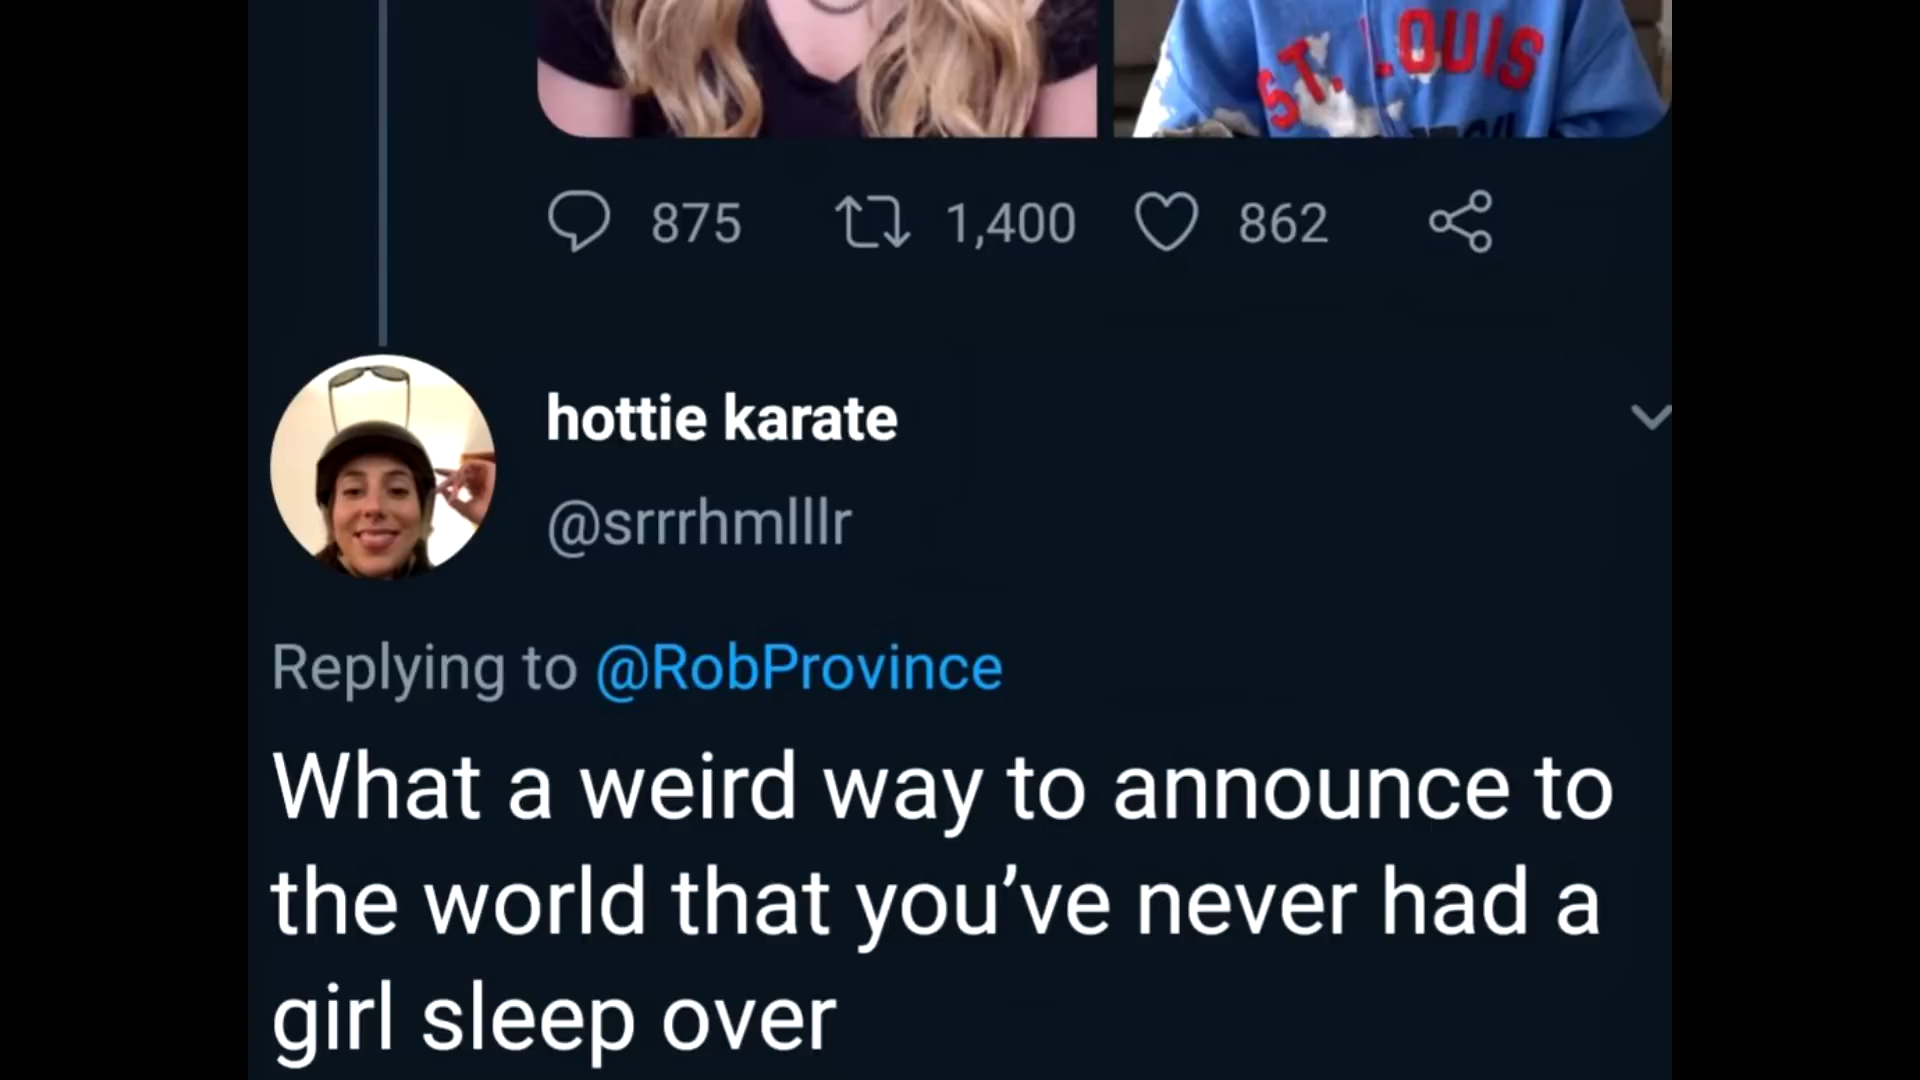 ST. LOUIS
875 1,400 862
hottie karate
@srrrhmlllr
Replying to @RobProvince
What a weird way to announce to
the world that you've never had a
girl sleep over